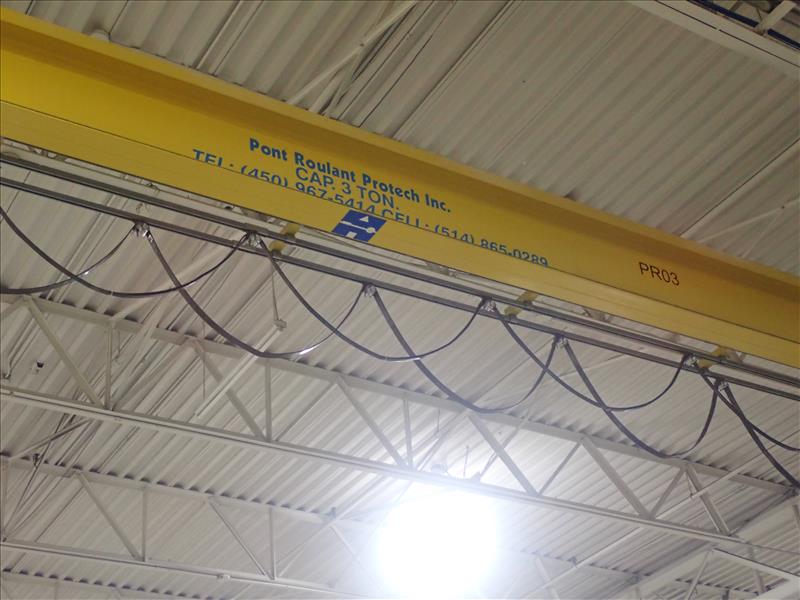 Pont Roulant Protech Inc.
CAP. 3 TON.
TEL: (450) 967-5414 CELL: (514) 865-0289
PR03